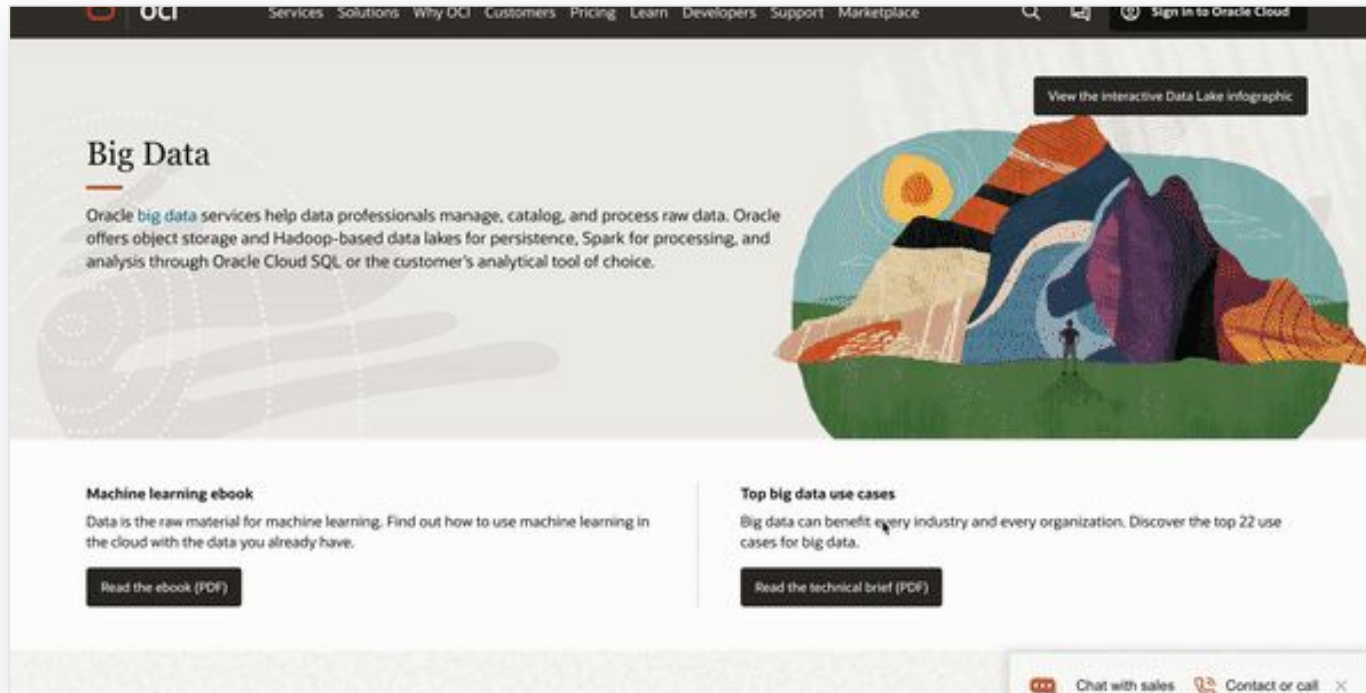 OCI
Services Solutions Why OCI Customers Pricing Learn Developers Support Marketplace
Sign in to Oracle Cloud
View the interactive Data Lake infographic
Big Data
Oracle big data services help data professionals manage, catalog, and process raw data. Oracle
offers object storage and Hadoop-based data lakes for persistence, Spark for processing, and
analysis through Oracle Cloud SQL or the customer's analytical tool of choice.
Machine learning ebook
Data is the raw material for machine learning. Find out how to use machine learning in
the cloud with the data you already have.
Read the ebook (PDF)
Top big data use cases
Big data can benefit every industry and every organization. Discover the top 22 use
cases for big data.
Read the technical brief (PDF)
Chat with sales
Contact or call